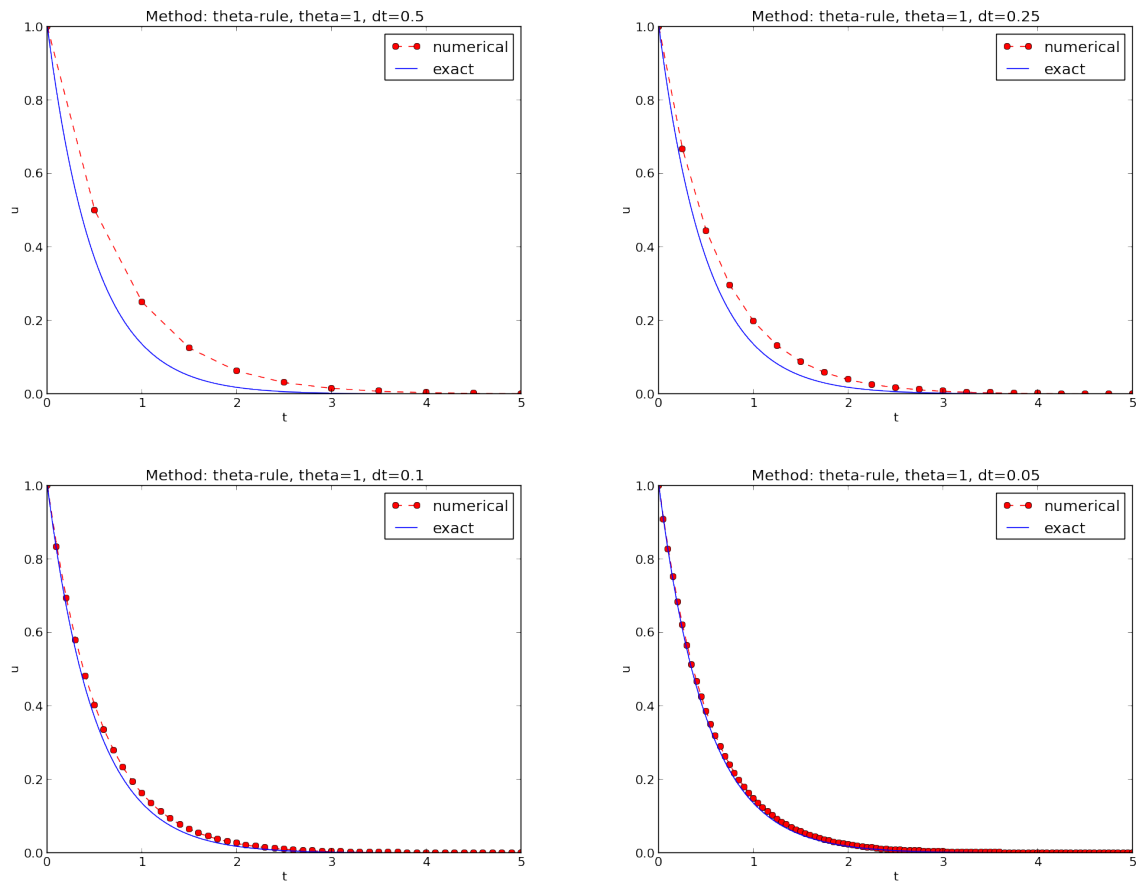 Method: theta-rule, theta=1, dt=0.5
1.0
0.8
0.6
0.4
0.2
0.0
u
0 1 2 3 4 5
t
numerical
exact
Method: theta-rule, theta=1, dt=0.25
1.0
0.8
0.6
0.4
0.2
0.0
u
0 1 2 3 4 5
t
numerical
exact
Method: theta-rule, theta=1, dt=0.1
1.0
0.8
0.6
0.4
0.2
0.0
u
0 1 2 3 4 5
t
numerical
exact
Method: theta-rule, theta=1, dt=0.05
1.0
0.8
0.6
0.4
0.2
0.0
u
0 1 2 3 4 5
t
numerical
exact